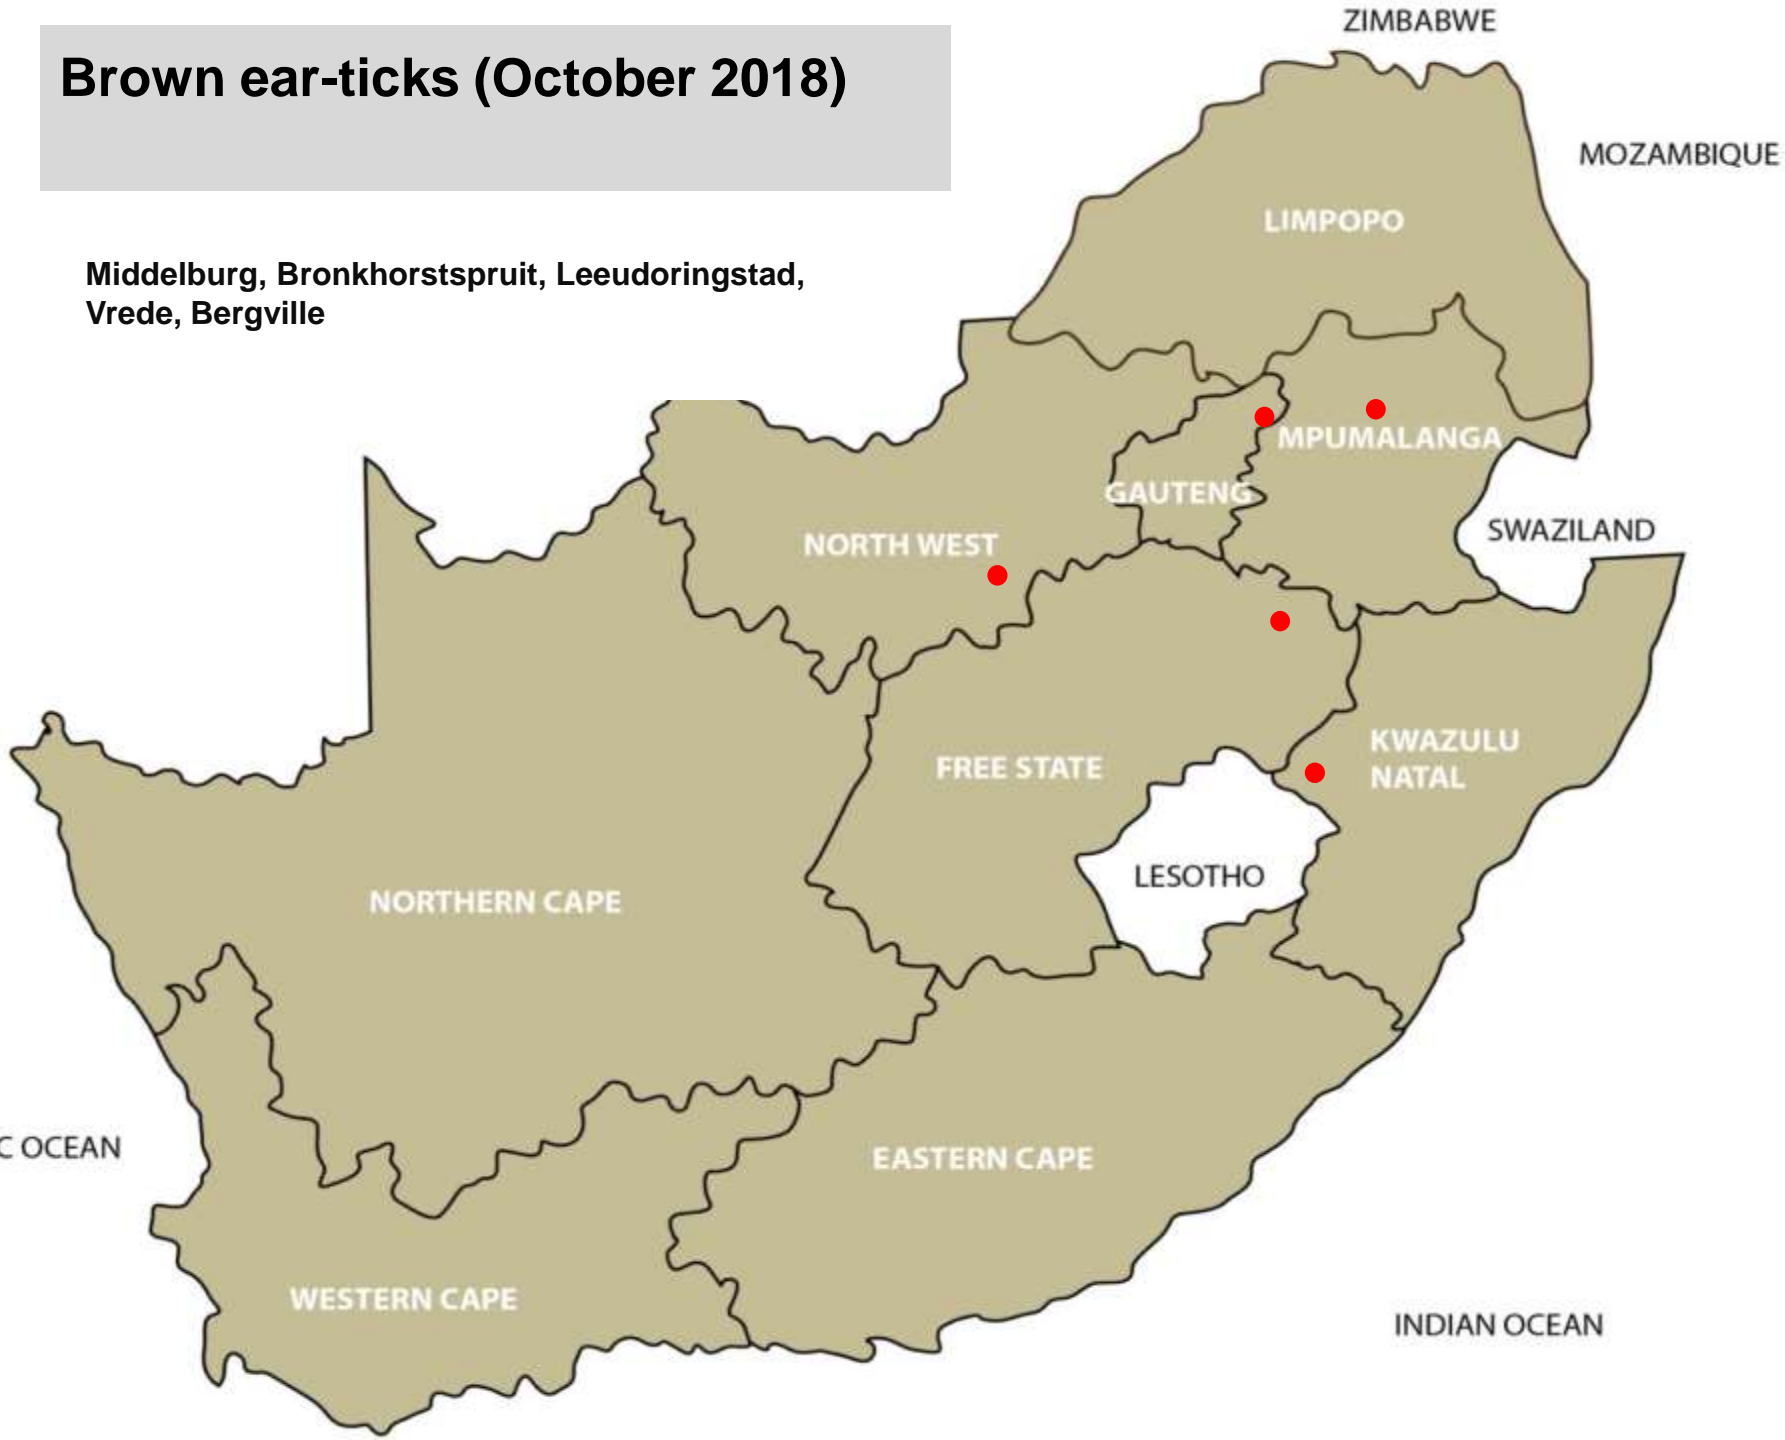 ZIMBABWE
Brown ear-ticks (October 2018)
MOZAMBIQUE
LIMPOPO
Middelburg, Bronkhorstspruit, Leeudoringstad,
Vrede, Bergville
MPUMALANGA
GAUTENG
SWAZILAND
NORTH WEST
KWAZULU
NATAL
FREE STATE
LESOTHO
NORTHERN CAPE
C OCEAN
EASTERN CAPE
WESTERN CAPE
INDIAN OCEAN